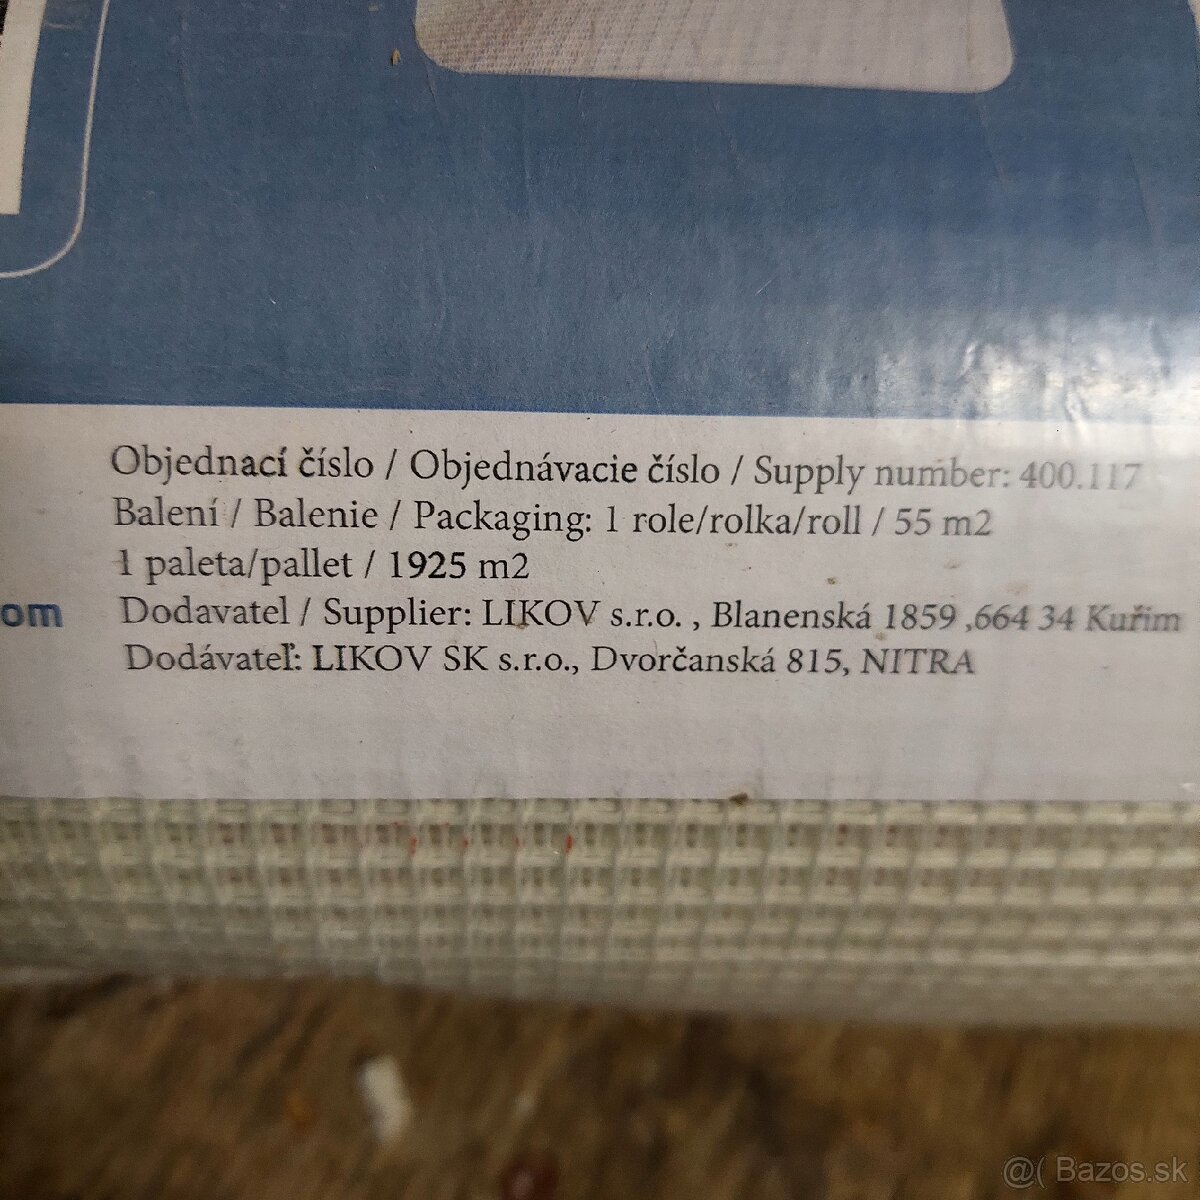 Objednací číslo / Objednávacie číslo / Supply number: 400.117
Balení / Balenie / Packaging: 1 role/rolka/roll / 55 m2
1 paleta/pallet / 1925 m2
om
Dodavatel / Supplier: LIKOV s.r.o. , Blanenská 1859 ,664 34 Kuřim
Dodávateľ: LIKOV SK s.r.o., Dvorčanská 815, NITRA
@( Bazos.sk